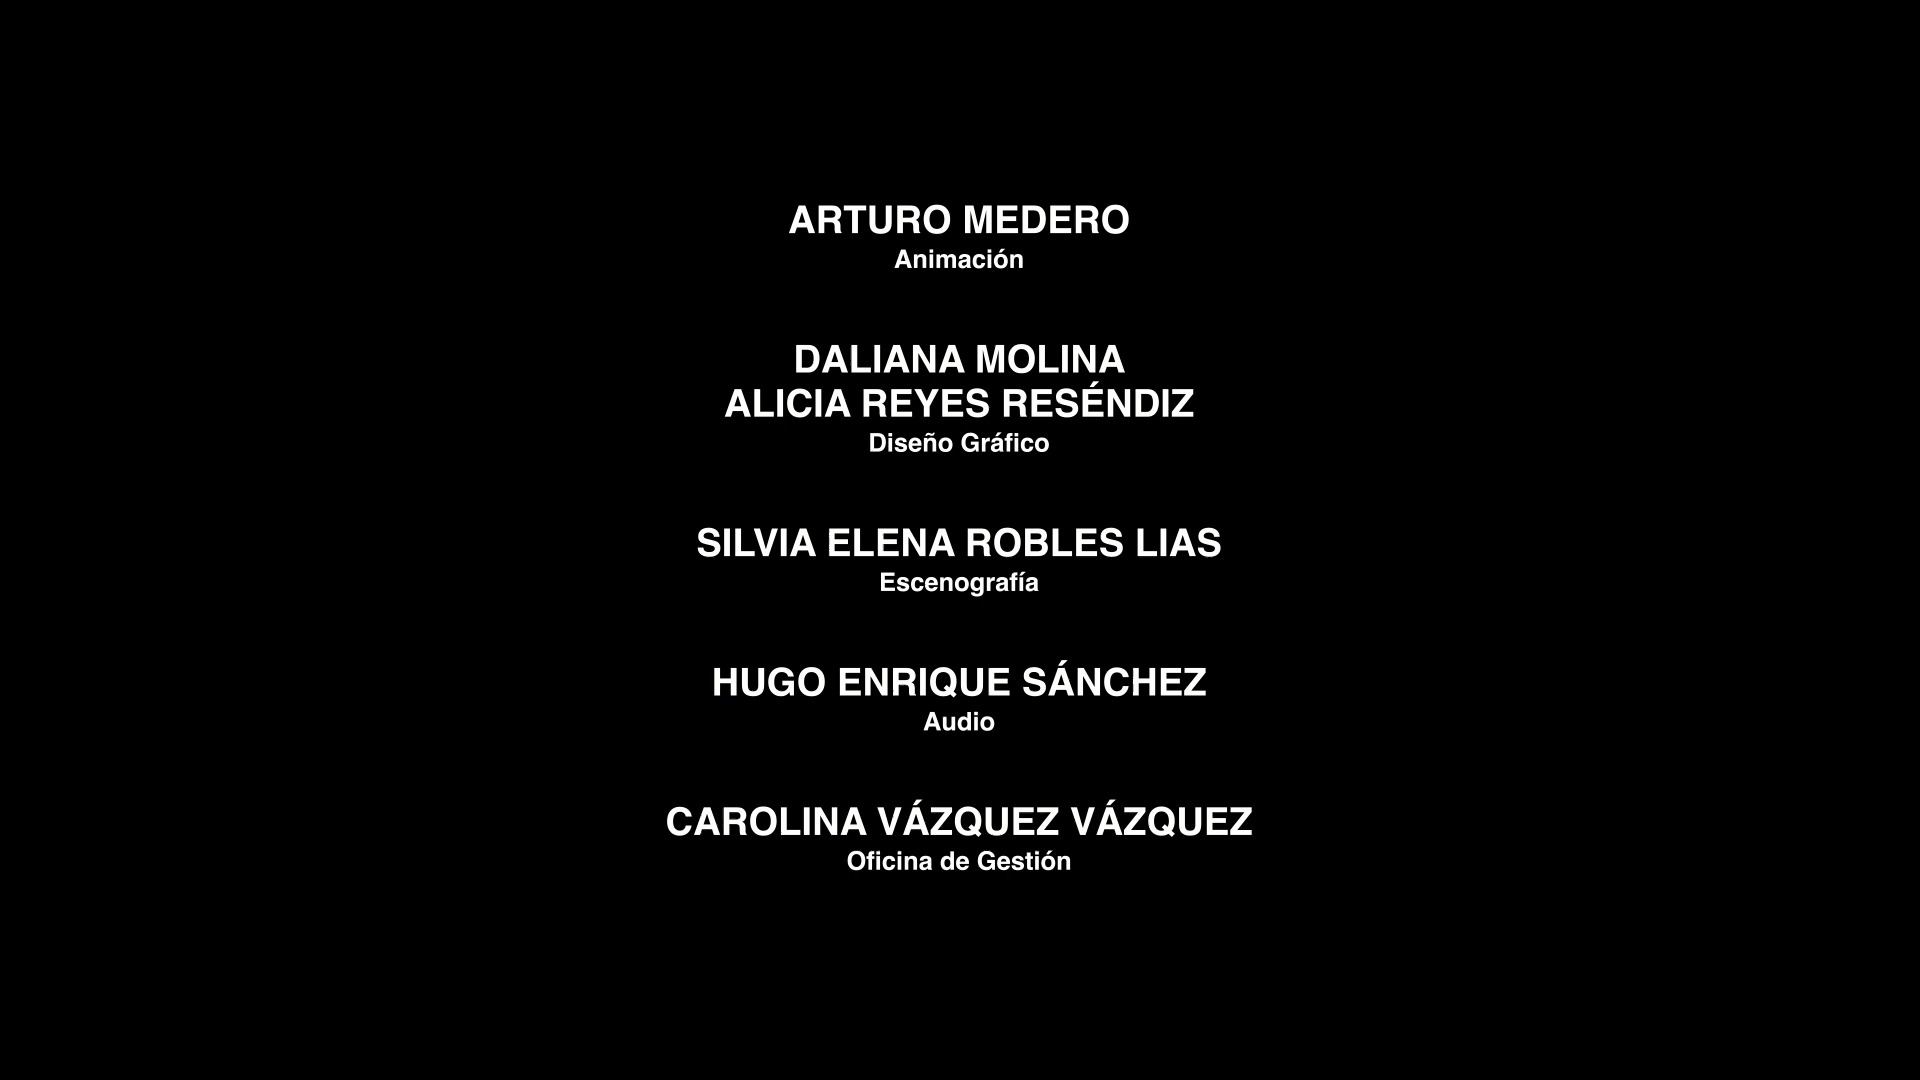 ARTURO MEDERO
Animación
DALIANA MOLINA
ALICIA REYES RESÉNDIZ
Diseño Gráfico
SILVIA ELENA ROBLES LIAS
Escenografía
HUGO ENRIQUE SÁNCHEZ
Audio
CAROLINA VÁZQUEZ VÁZQUEZ
Oficina de Gestión